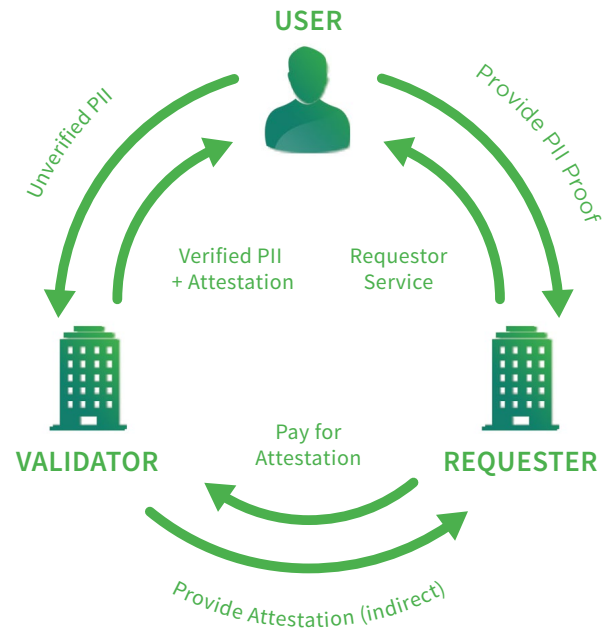 USER
Unverified PII
Provide PII Proof
Verified PII
+ Attestation
Requestor
Service
VALIDATOR
REQUESTER
Pay for
Attestation
Provide Attestation (indirect)